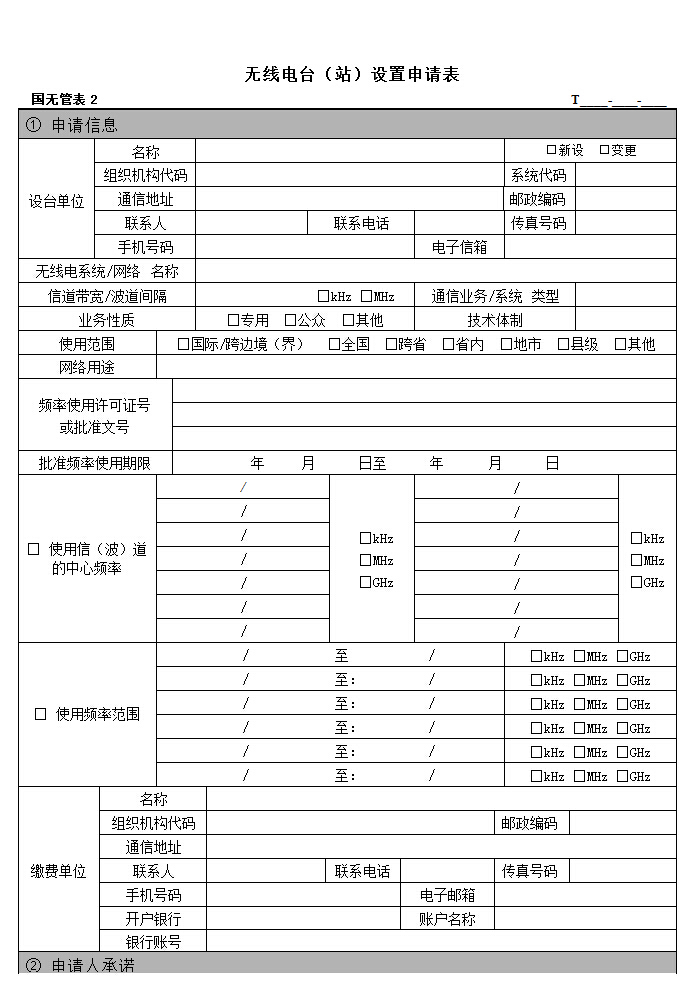 无线电台（站）设置申请表
国无管表 2 T____-____-____
① 申请信息
设台单位
名称 □新设 □变更
组织机构代码 系统代码
通信地址 邮政编码
联系人 联系电话 传真号码
手机号码 电子信箱
无线电系统/网络 名称
信道带宽/波道间隔 □kHz □MHz 通信业务/系统 类型
业务性质 □专用 □公众 □其他 技术体制
使用范围 □国际/跨边境（界） □全国 □跨省 □省内 □地市 □县级 □其他
网络用途
频率使用许可证号
或批准文号
批准频率使用期限 年 月 日至 年 月 日
□ 使用信（波）道
的中心频率
/ /
/ /
/ □kHz / □kHz
/ □MHz / □MHz
/ □GHz / □GHz
/ /
/ /
□ 使用频率范围
/ 至 / □kHz □MHz □GHz
/ 至： / □kHz □MHz □GHz
/ 至： / □kHz □MHz □GHz
/ 至： / □kHz □MHz □GHz
/ 至： / □kHz □MHz □GHz
/ 至： / □kHz □MHz □GHz
缴费单位
名称
组织机构代码 邮政编码
通信地址
联系人 联系电话 传真号码
手机号码 电子邮箱
开户银行 账户名称
银行账号
② 申请人承诺